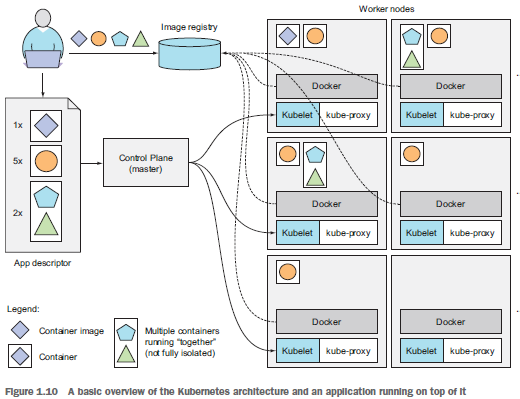 Image registry
Worker nodes
Docker
Docker
Kubelet
kube-proxy
Kubelet
kube-proxy
1x
5x
2x
App descriptor
Control Plane
(master)
Docker
Docker
Kubelet
kube-proxy
Kubelet
kube-proxy
Docker
Docker
Kubelet
kube-proxy
Kubelet
kube-proxy
Legend:
Container image
Container
Multiple containers
running "together"
(not fully isolated)
Figure 1.10 A basic overview of the Kubernetes architecture and an application running on top of it